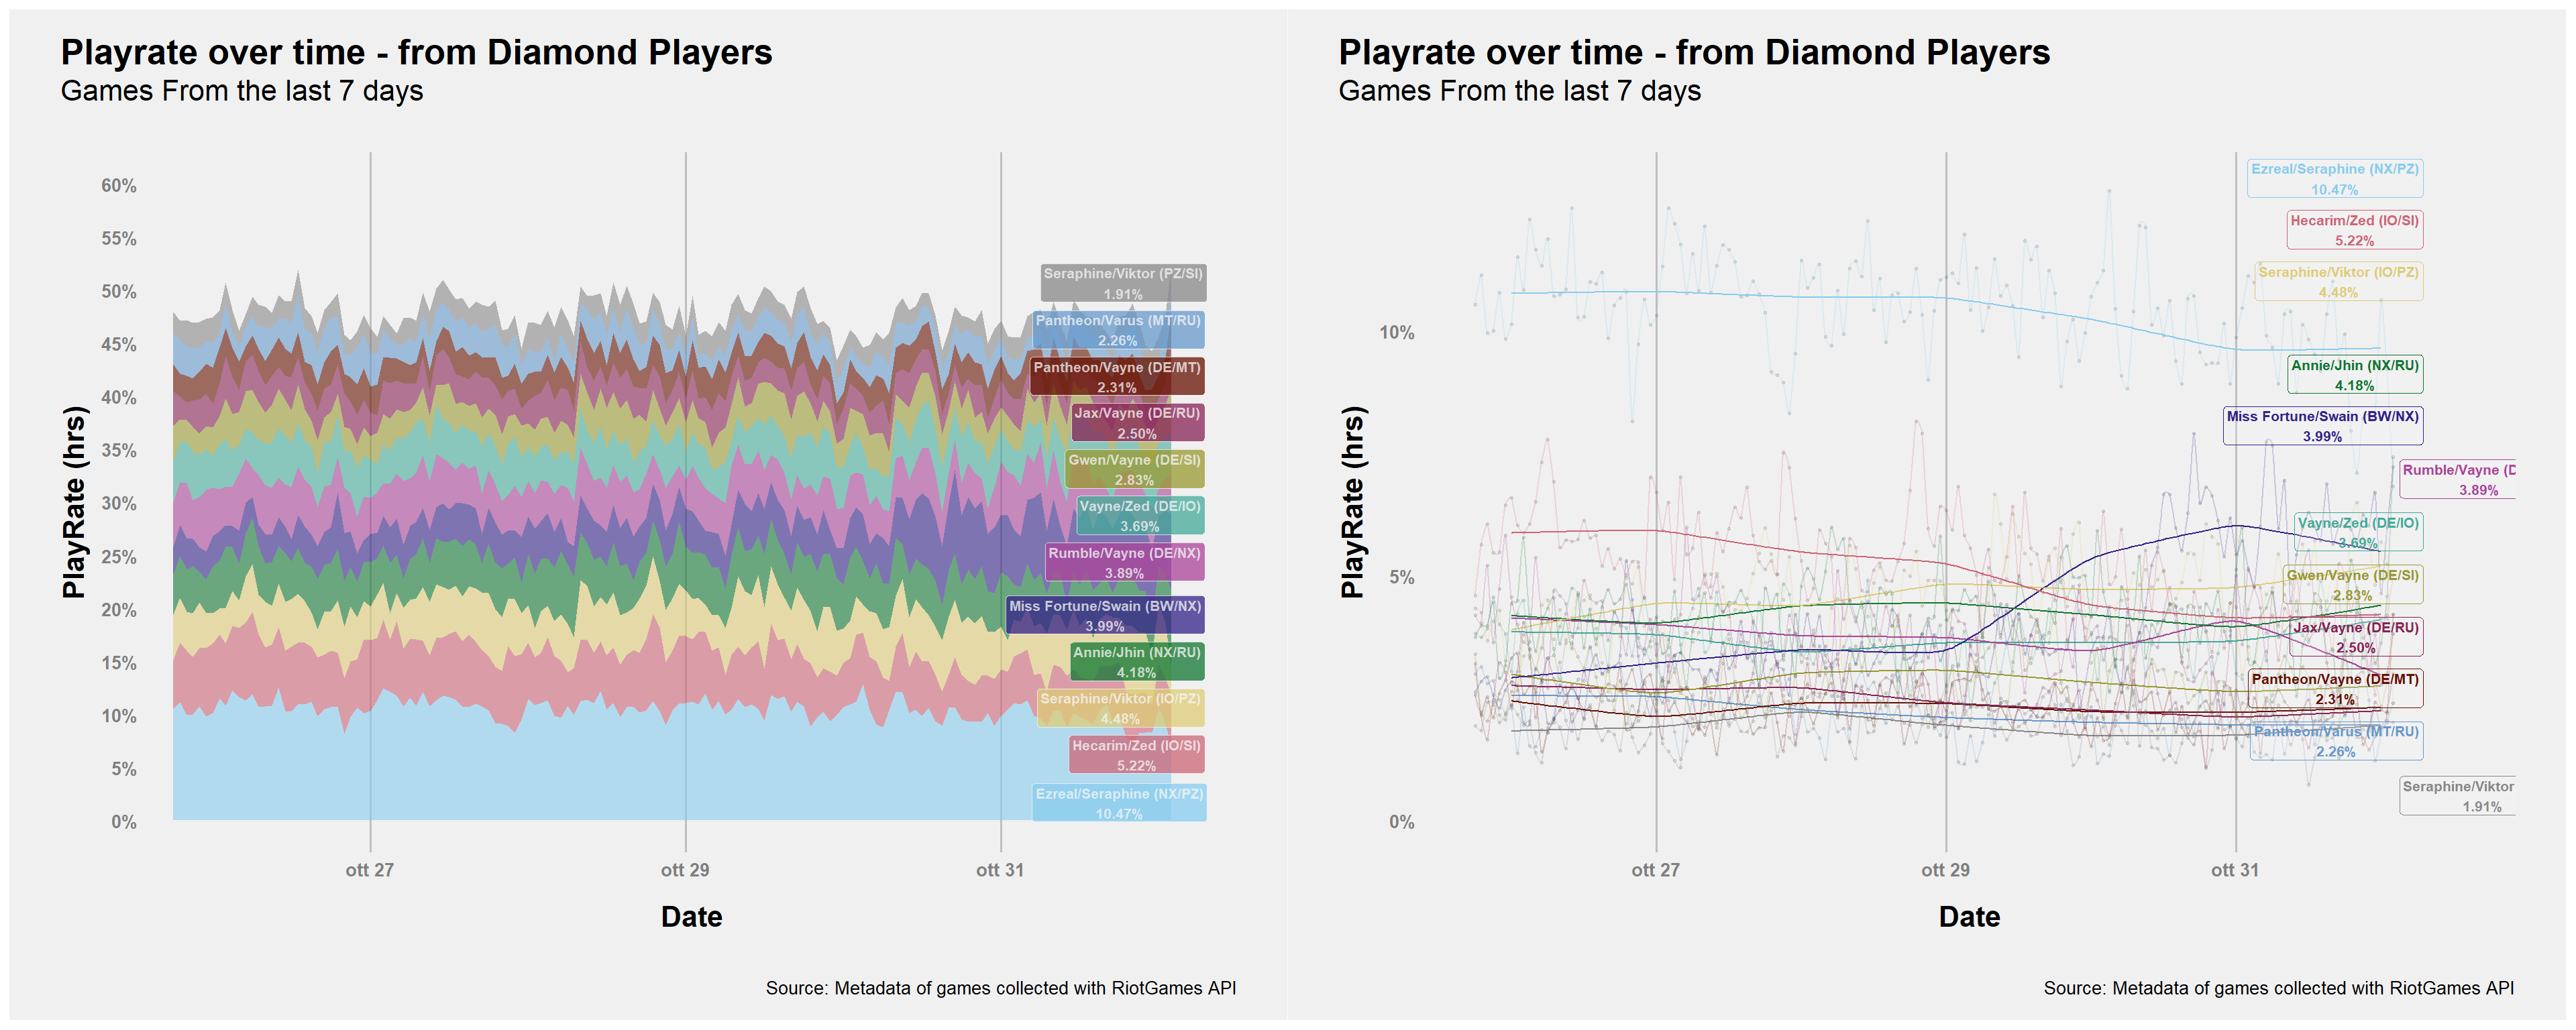 Playrate over time - from Diamond Players
Games From the last 7 days
PlayRate (hrs)
60%
55%
50%
45%
40%
35%
30%
25%
20%
15%
10%
5%
0%
Seraphine/Viktor (PZ/SI)
1.91%
Pantheon/Varus (MT/RU)
2.26%
Pantheon/Vayne (DE/MT)
2.31%
Jax/Vayne (DE/RU)
2.50%
Gwen/Vayne (DE/SI)
2.83%
Vayne/Zed (DE/IO)
3.69%
Rumble/Vayne (DE/NX)
3.89%
Miss Fortune/Swain (BW/NX)
3.99%
Annie/Jhin (NX/RU)
4.18%
Seraphine/Viktor (IO/PZ)
4.48%
Hecarim/Zed (IO/SI)
5.22%
Ezreal/Seraphine (NX/PZ)
10.47%
ott 27
ott 29
ott 31
Date
Source: Metadata of games collected with RiotGames API
Playrate over time - from Diamond Players
Games From the last 7 days
PlayRate (hrs)
10%
5%
0%
Ezreal/Seraphine (NX/PZ)
10.47%
Hecarim/Zed (IO/SI)
5.22%
Seraphine/Viktor (IO/PZ)
4.48%
Annie/Jhin (NX/RU)
4.18%
Miss Fortune/Swain (BW/NX)
3.99%
Rumble/Vayne (D
3.89%
Vayne/Zed (DE/IO)
3.69%
Gwen/Vayne (DE/SI)
2.83%
Jax/Vayne (DE/RU)
2.50%
Pantheon/Vayne (DE/MT)
2.31%
Pantheon/Varus (MT/RU)
2.26%
Seraphine/Viktor
1.91%
ott 27
ott 29
ott 31
Date
Source: Metadata of games collected with RiotGames API